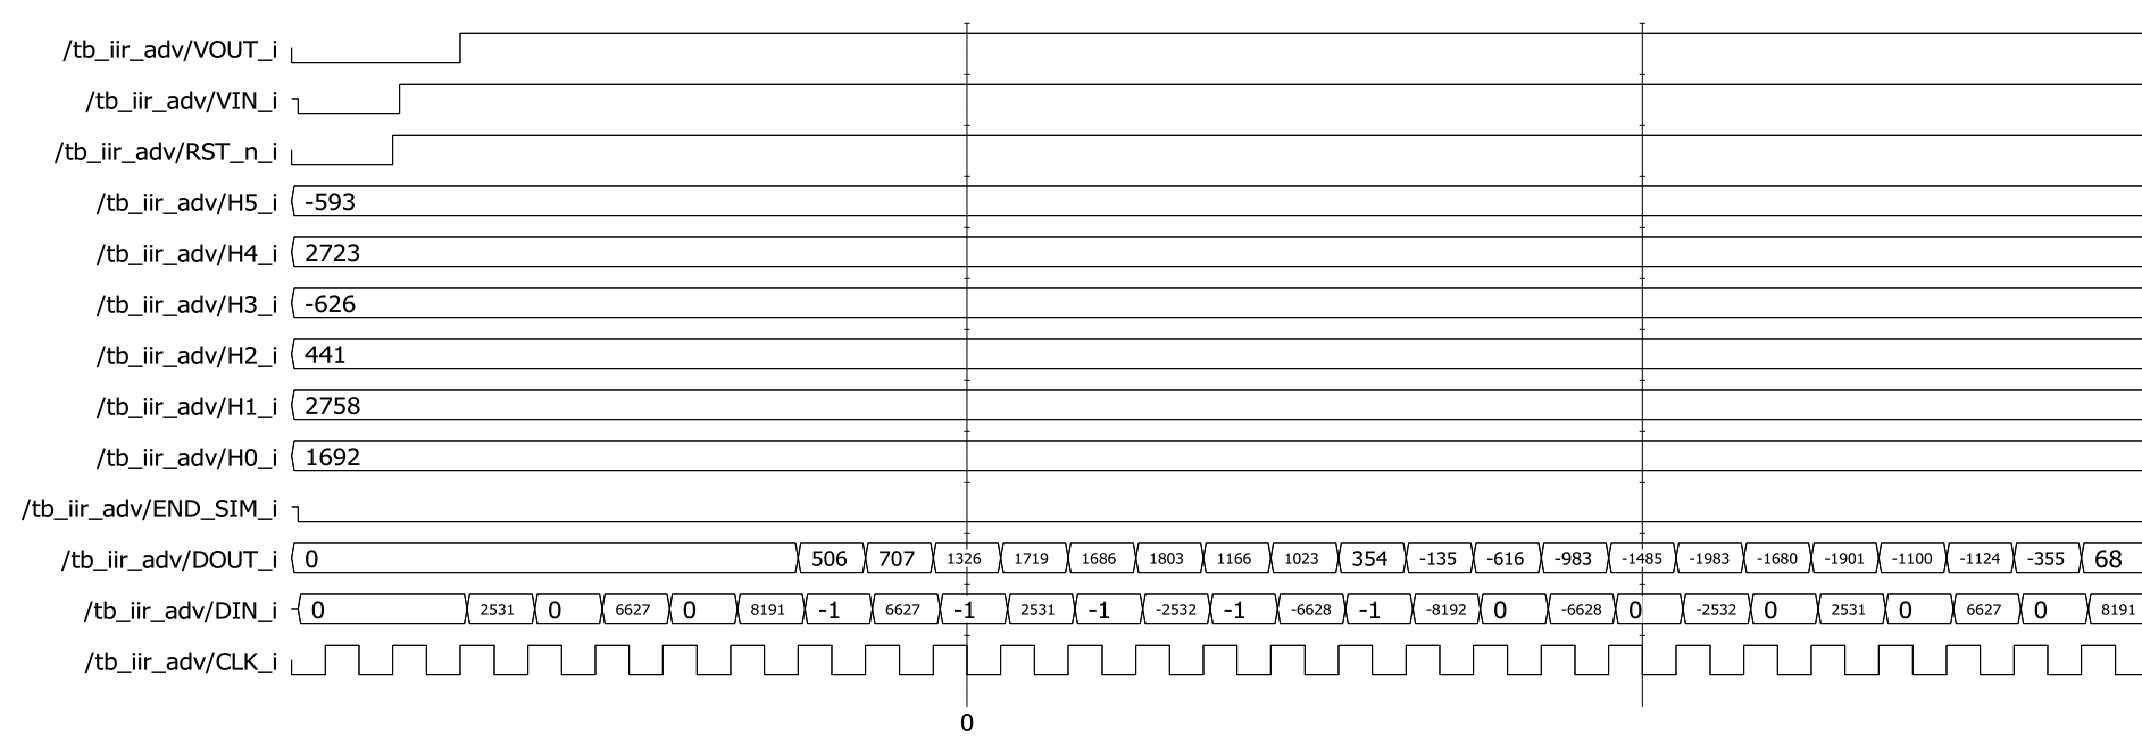 /tb_iir_adv/VOUT_i
/tb_iir_adv/VIN_i
/tb_iir_adv/RST_n_i
/tb_iir_adv/H5_i -593
/tb_iir_adv/H4_i 2723
/tb_iir_adv/H3_i -626
/tb_iir_adv/H2_i 441
/tb_iir_adv/H1_i 2758
/tb_iir_adv/H0_i 1692
/tb_iir_adv/END_SIM_i
/tb_iir_adv/DOUT_i 0 506 707 1326 1719 1686 1803 1166 1023 354 -135 -616 -983 -1485 -1983 -1680 -1901 -1100 -1124 -355 68
/tb_iir_adv/DIN_i 0 2531 0 6627 0 8191 -1 6627 -1 2531 -1 -2532 -1 -6628 -1 -8192 0 -6628 0 -2532 0 2531 0 6627 0 8191
/tb_iir_adv/CLK_i
0